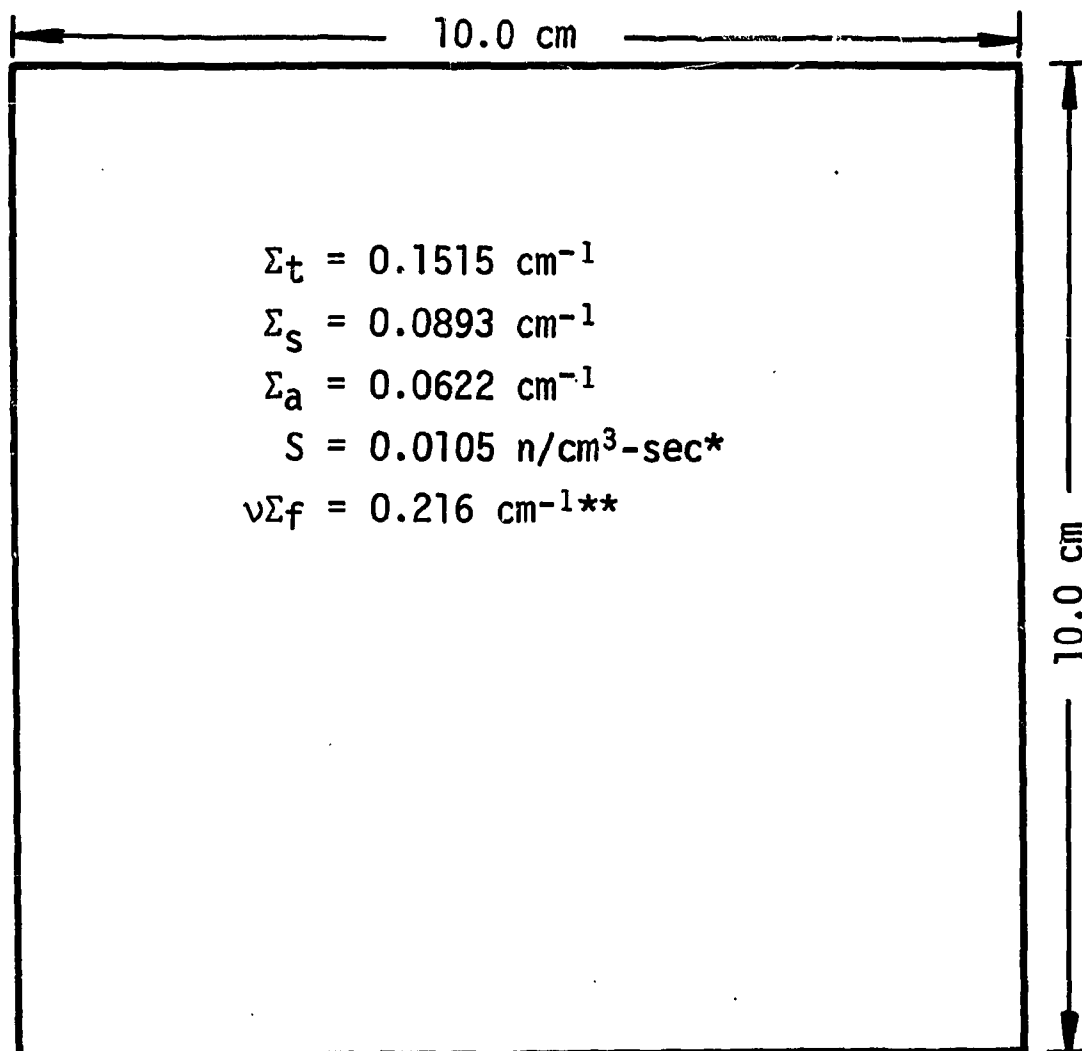 10.0 cm
Σt = 0.1515 cm⁻¹
Σs = 0.0893 cm⁻¹
Σa = 0.0622 cm⁻¹
S = 0.0105 n/cm³-sec*
νΣf = 0.216 cm⁻¹**
10.0 cm